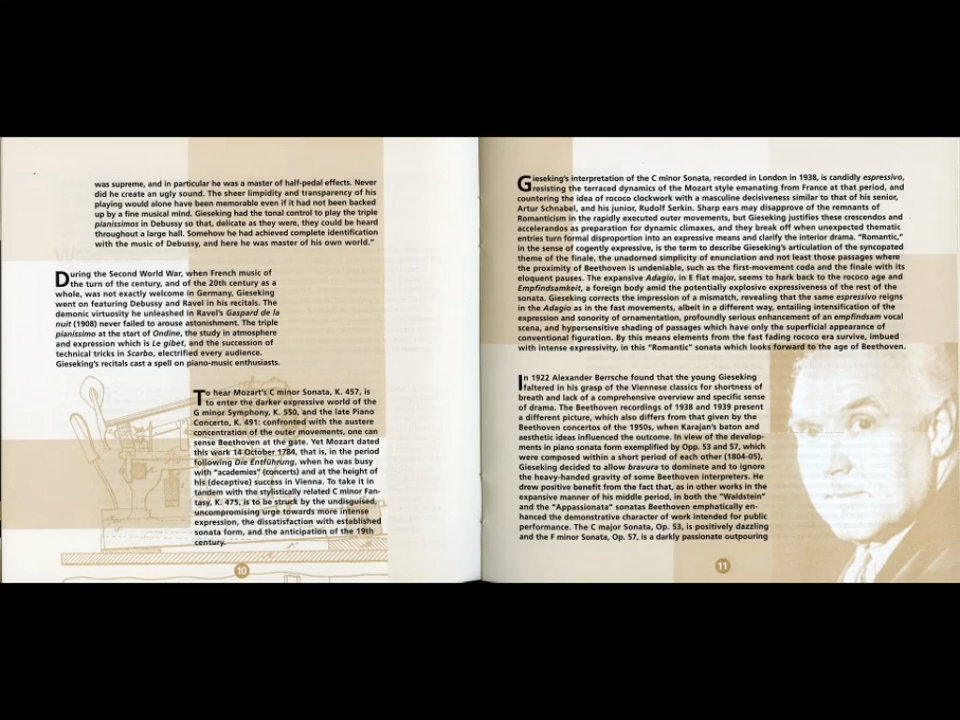 was supreme, and in particular he was a master of half-pedal effects. Never
did he create an ugly sound. The sheer limpidity and transparency of his
playing would alone have been memorable even if it had not been backed
up by a fine musical mind. Gieseking had the tonal control to play the triple
pianissimos in Debussy so that, delicate as they were, they could be heard
throughout a large hall. Somehow he had achieved complete identification
with the music of Debussy, and here he was master of his own world."
During the Second World War, when French music of
the turn of the century, and of the 20th century as a
whole, was not exactly welcome in Germany, Gieseking
went on featuring Debussy and Ravel in his recitals. The
demonic virtuosity he unleashed in Ravel's Gaspard de la
nuit (1908) never failed to arouse astonishment. The triple
pianissimo at the start of Ondine, the study in atmosphere
and expression which is Le gibet, and the succession of
technical tricks in Scarbo, electrified every audience.
Gieseking's recitals cast a spell on piano-music enthusiasts.
To hear Mozart's C minor Sonata, K. 457, is
to enter the darker expressive world of the
G minor Symphony, K. 550, and the late Piano
Concerto, K. 491: confronted with the austere
concentration of the outer movements, one can
sense Beethoven at the gate. Yet Mozart dated
this work 14 October 1784, that is, in the period
following Die Entführung, when he was busy
with "academies" (concerts) and at the height of
his (deceptive) success in Vienna. To take it in
tandem with the stylistically related C minor Fan-
tasy, K. 475, is to be struck by the undisguised,
uncompromising urge towards more intense
expression, the dissatisfaction with established
sonata form, and the anticipation of the 19th
century.
10
Gieseking's interpretation of the C minor Sonata, recorded in London in 1938, is candidly espressivo,
resisting the terraced dynamics of the Mozart style emanating from France at that period, and
countering the idea of rococo clockwork with a masculine decisiveness similar to that of his senior,
Artur Schnabel, and his junior, Rudolf Serkin. Sharp ears may disapprove of the remnants of
Romanticism in the rapidly executed outer movements, but Gieseking justifies these crescendos and
accelerandos as preparation for dynamic climaxes, and they break off when unexpected thematic
entries turn formal disproportion into an expressive means and clarify the interior drama. "Romantic,"
in the sense of cogently expressive, is the term to describe Gieseking's articulation of the syncopated
theme of the finale, the unadorned simplicity of enunciation and not least those passages where
the proximity of Beethoven is undeniable, such as the first-movement coda and the finale with its
eloquent pauses. The expansive Adagio, in E flat major, seems to hark back to the rococo age and
Empfindsamkeit, a foreign body amid the potentially explosive expressiveness of the rest of the
sonata. Gieseking corrects the impression of a mismatch, revealing that the same espressivo reigns
in the Adagio as in the fast movements, albeit in a different way, entailing intensification of the
expression and sonority of ornamentation, profoundly serious enhancement of an empfindsam vocal
scena, and hypersensitive shading of passages which have only the superficial appearance of
conventional figuration. By this means elements from the fast fading rococo era survive, imbued
with intense expressivity, in this "Romantic" sonata which looks forward to the age of Beethoven.
In 1922 Alexander Berrsche found that the young Gieseking
faltered in his grasp of the Viennese classics for shortness of
breath and lack of a comprehensive overview and specific sense
of drama. The Beethoven recordings of 1938 and 1939 present
a different picture, which also differs from that given by the
Beethoven concertos of the 1950s, when Karajan's baton and
aesthetic ideas influenced the outcome. In view of the develop-
ments in piano sonata form exemplified by Opp. 53 and 57, which
were composed within a short period of each other (1804-05),
Gieseking decided to allow bravura to dominate and to ignore
the heavy-handed gravity of some Beethoven interpreters. He
drew positive benefit from the fact that, as in other works in the
expansive manner of his middle period, in both the "Waldstein"
and the "Appassionata" sonatas Beethoven emphatically en-
hanced the demonstrative character of work intended for public
performance. The C major Sonata, Op. 53, is positively dazzling
and the F minor Sonata, Op. 57, is a darkly passionate outpouring
11